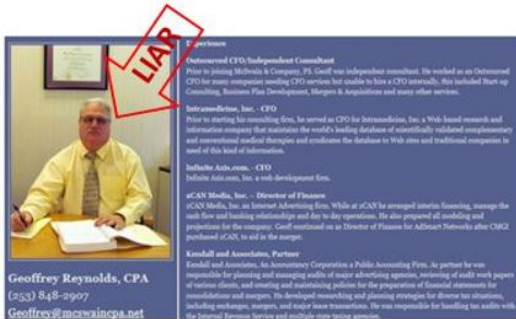 LIAR
Experience
Outsourced CFO/Independent Consultant
Prior to joining McSwain & Company, PS. Geoff was independent consultant. He worked as an Outsourced
CFO for many companies needing CFO services but unable to hire a CFO internally, this included Start up
Consulting, Business Plan Development, Mergers & Acquisitions and many other services.
Intramedicine, Inc. - CFO
Prior to starting his consulting firm, he served as CFO for Intramedicine, Inc. a Web based research and
information company that maintains the world's leading database of scientifically validated complementary
and conventional medical therapies and syndicates the database to Web sites and traditional companies in
need of this kind of information.
Infinite Axis.com. - CFO
Infinite Axis.com, Inc. a web development firm.
2CAN Media, Inc. – Director of Finance
2CAN Media, Inc. an Internet Advertising firm. While at 2CAN he arranged interim financing, manage the
cash flow and banking relationships and day to day operations. He also prepared all modeling and
projections for the company. Geoff continued on as Director of Finance for AdSmart Networks after CMGI
purchased 2CAN, to aid in the merger.
Kendall and Associates, Partner
Kendall and Associates, An Accountancy Corporation a Public Accounting Firm. As partner he was
responsible for planning and managing audits of major advertising agencies, reviewing of audit work papers
of various clients, and creating and maintaining policies for the preparation of financial statements for
consolidations and mergers. He developed researching and planning strategies for diverse tax situations,
including exchanges, mergers, and major lease transactions. He was responsible for handling tax audits with
the Internal Revenue Service and multiple state taxing agencies.
Geoffrey Reynolds, CPA
(253) 848-2907
Geoffrey@mcswaincpa.net